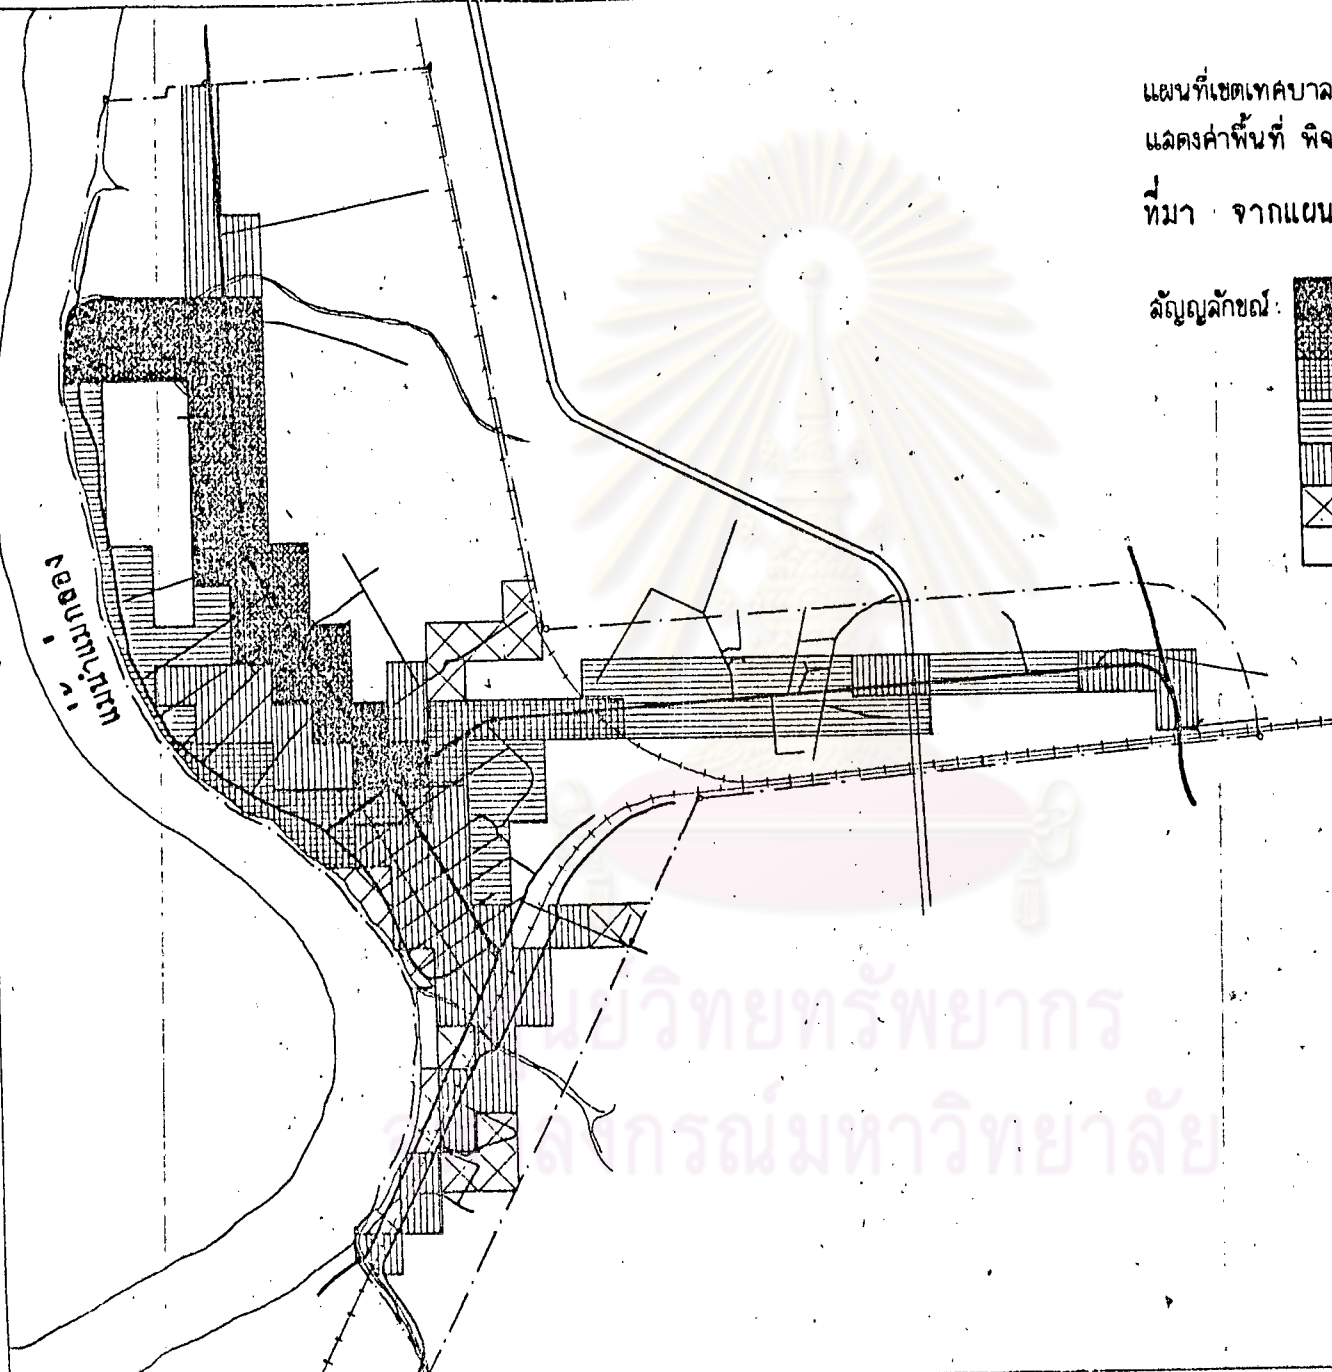 แผนที่เขตเทศบาล
แสดงค่าพื้นที่ พิจ
ที่มา จากแผน
สัญญลักษณ์ :
แม่น้ำแม่กลอง
ศูนย์วิทยทรัพยากร
จุฬาลงกรณ์มหาวิทยาลัย